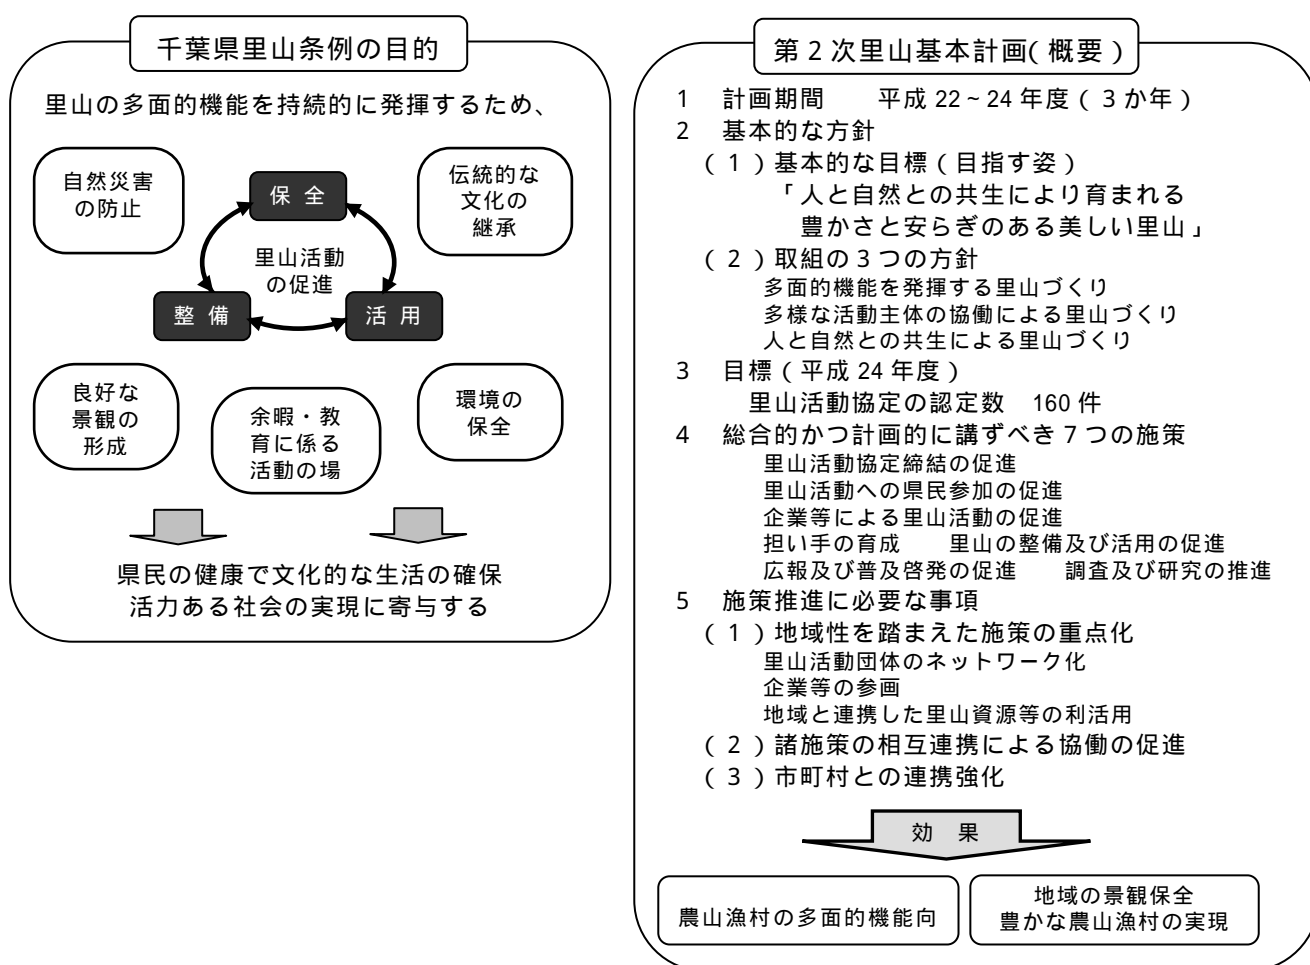 千葉県里山条例の目的
里山の多面的機能を持続的に発揮するため、
自然災害
の防止
伝統的な
文化の
継承
保 全
里山活動
の促進
整 備
活 用
良好な
景観の
形成
余暇・教
育に係る
活動の場
環境の
保全
県民の健康で文化的な生活の確保
活力ある社会の実現に寄与する
第2次里山基本計画(概要)
1 計画期間 平成22~24年度(3か年)
2 基本的な方針
(1)基本的な目標(目指す姿)
「人と自然との共生により育まれる
豊かさと安らぎのある美しい里山」
(2)取組の3つの方針
多面的機能を発揮する里山づくり
多様な活動主体の協働による里山づくり
人と自然との共生による里山づくり
3 目標(平成24年度)
里山活動協定の認定数 160件
4 総合的かつ計画的に講ずべき7つの施策
里山活動協定締結の促進
里山活動への県民参加の促進
企業等による里山活動の促進
担い手の育成 里山の整備及び活用の促進
広報及び普及啓発の促進 調査及び研究の推進
5 施策推進に必要な事項
(1)地域性を踏まえた施策の重点化
里山活動団体のネットワーク化
企業等の参画
地域と連携した里山資源等の利活用
(2)諸施策の相互連携による協働の促進
(3)市町村との連携強化
効 果
農山漁村の多面的機能向
地域の景観保全
豊かな農山漁村の実現